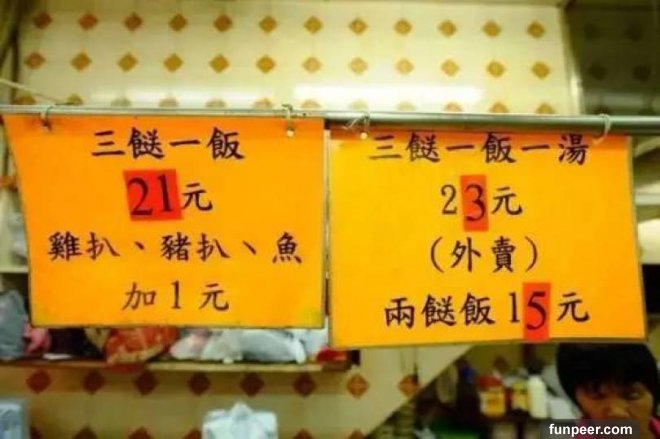 三餸一飯
21元
雞扒、豬扒、魚
加1元
三餸一飯一湯
23元
(外賣)
兩餸飯15元
funpeer.com